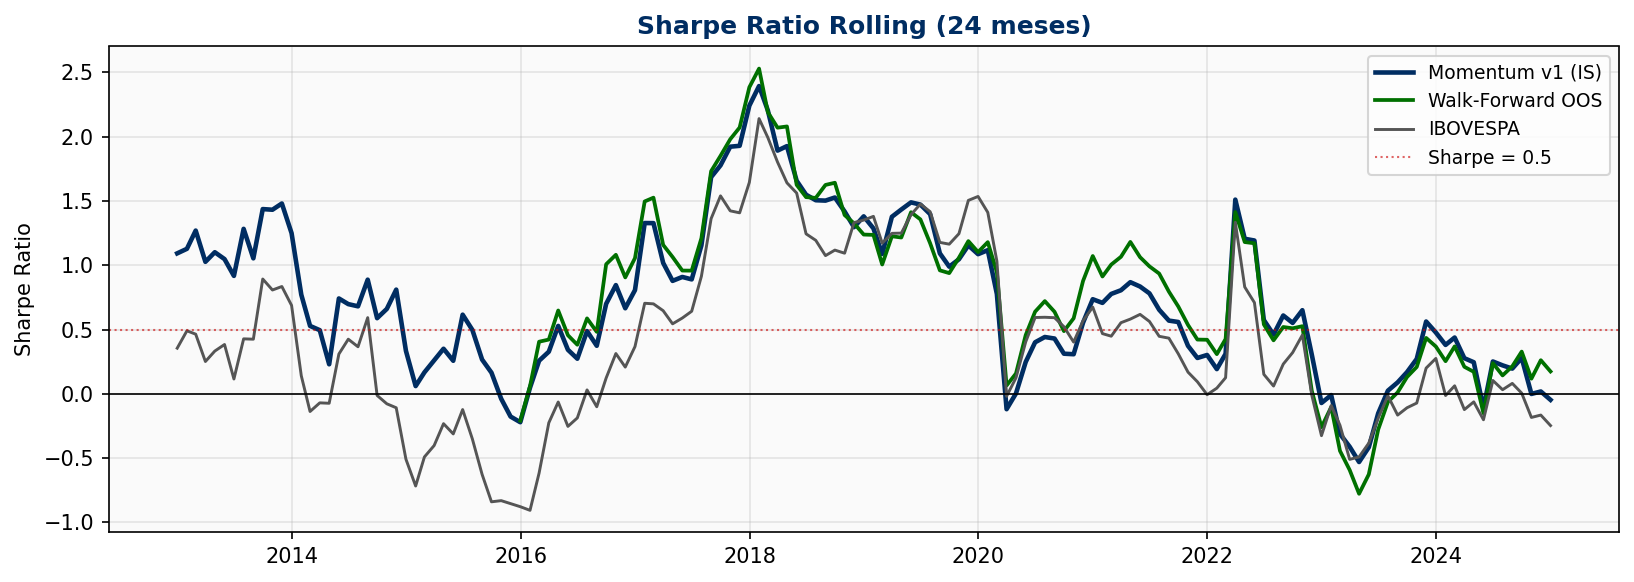 Sharpe Ratio Rolling (24 meses)
Sharpe Ratio
2.5
2.0
1.5
1.0
0.5
0.0
−0.5
−1.0
Momentum v1 (IS)
Walk-Forward OOS
IBOVESPA
Sharpe = 0.5
2014 2016 2018 2020 2022 2024